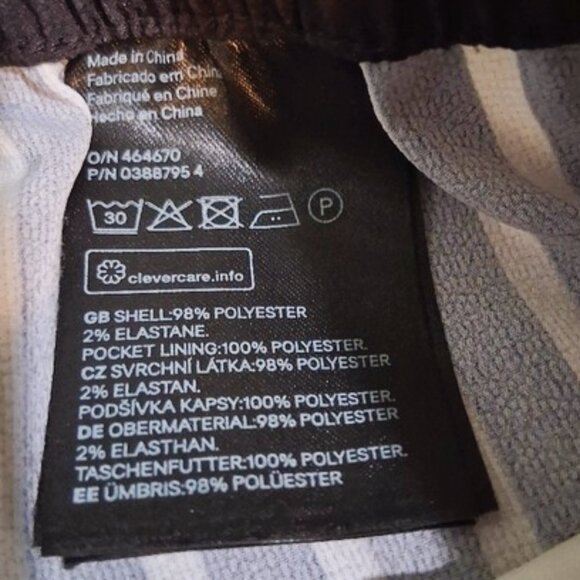 Made in China
Fabricado em China
Fabriqué en Chine
Hecho en China
O/N 464670
P/N 0388795 4
30 P
clevercare.info
GB SHELL:98% POLYESTER
2% ELASTANE.
POCKET LINING:100% POLYESTER.
CZ SVRCHNÍ LÁTKA:98% POLYESTER
2% ELASTAN.
PODŠÍVKA KAPSY:100% POLYESTER.
DE OBERMATERIAL:98% POLYESTER
2% ELASTHAN.
TASCHENFUTTER:100% POLYESTER.
EE ÜMBRIS:98% POLÜESTER